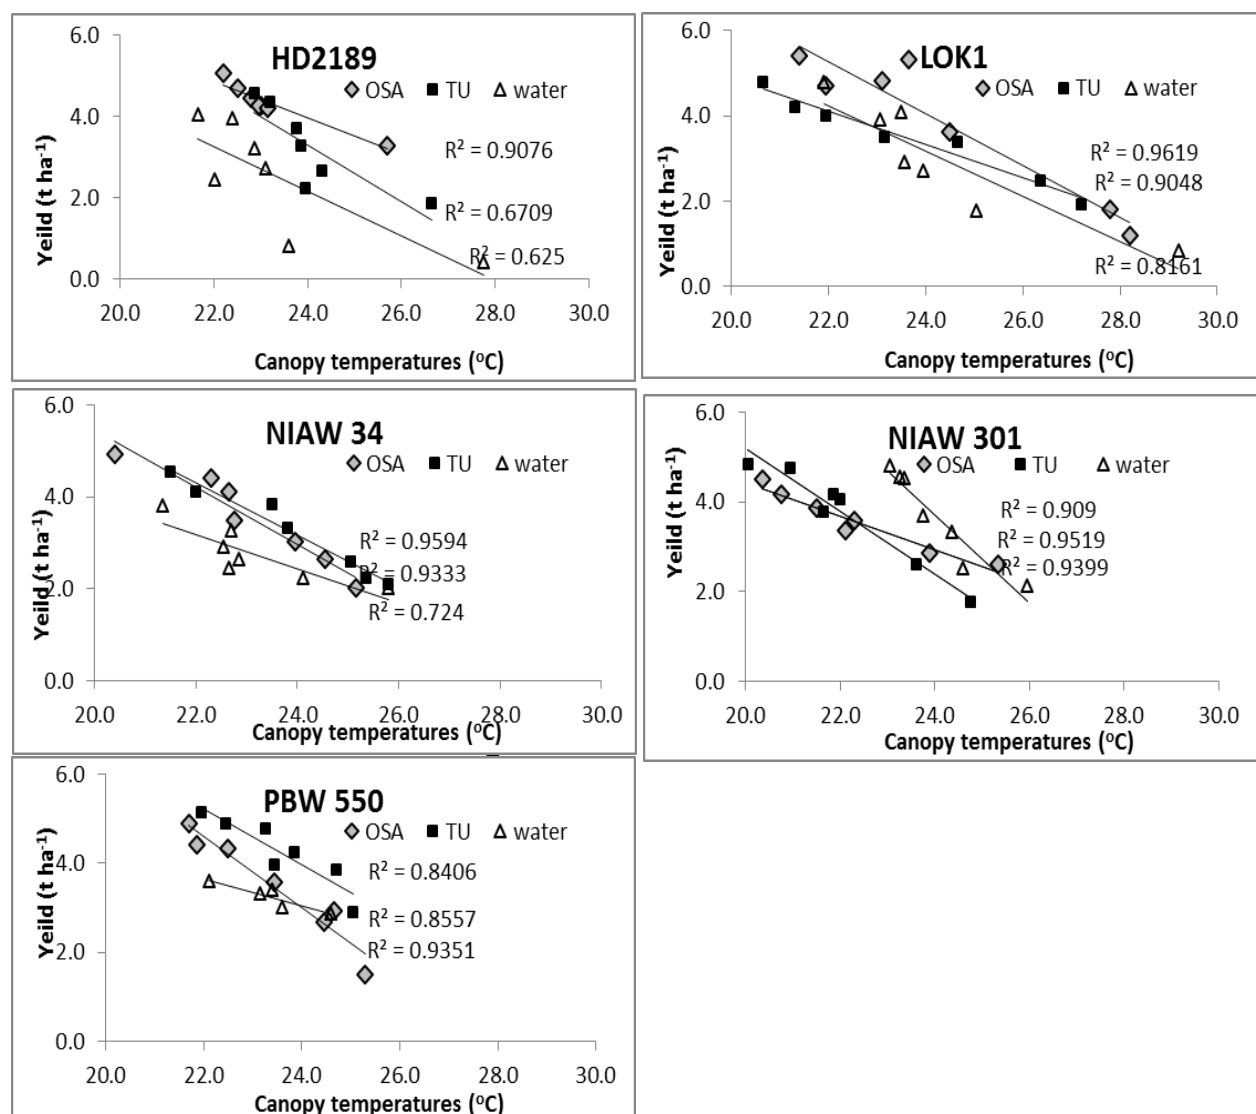 6.0
HD2189
OSA TU water
4.0
R² = 0.9076
2.0
R² = 0.6709
R² = 0.625
0.0
20.0 22.0 24.0 26.0 28.0 30.0
Yeild (t ha⁻¹)
Canopy temperatures (ºC)
6.0
LOK1
OSA TU water
4.0
R² = 0.9619
R² = 0.9048
2.0
R² = 0.8161
0.0
20.0 22.0 24.0 26.0 28.0 30.0
Yeild (t ha⁻¹)
Canopy temperatures (ºC)
6.0
NIAW 34
OSA TU water
4.0
R² = 0.9594
R² = 0.9333
2.0
R² = 0.724
0.0
20.0 22.0 24.0 26.0 28.0 30.0
Yeild (t ha⁻¹)
Canopy temperatures (ºC)
6.0
NIAW 301
OSA TU water
4.0
R² = 0.909
R² = 0.9519
R² = 0.9399
2.0
0.0
20.0 22.0 24.0 26.0 28.0 30.0
Yeild (t ha⁻¹)
Canopy temperatures (ºC)
6.0
PBW 550
OSA TU water
4.0
R² = 0.8406
R² = 0.8557
R² = 0.9351
2.0
0.0
20.0 22.0 24.0 26.0 28.0 30.0
Yeild (t ha⁻¹)
Canopy temperatures (ºC)